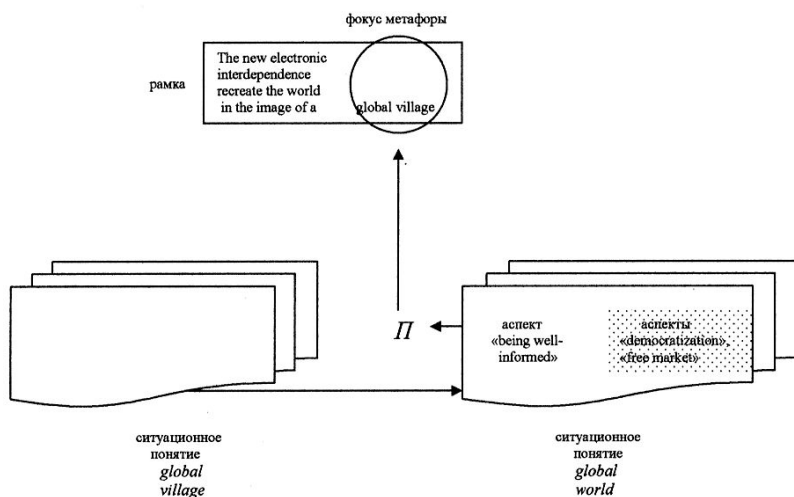 фокус метафоры
рамка
The new electronic
interdependence
recreate the world
in the image of a global village
П
аспект
«being well-
informed»
аспекты
«democratization»,
«free market»
ситуационное
понятие
global
village
ситуационное
понятие
global
world